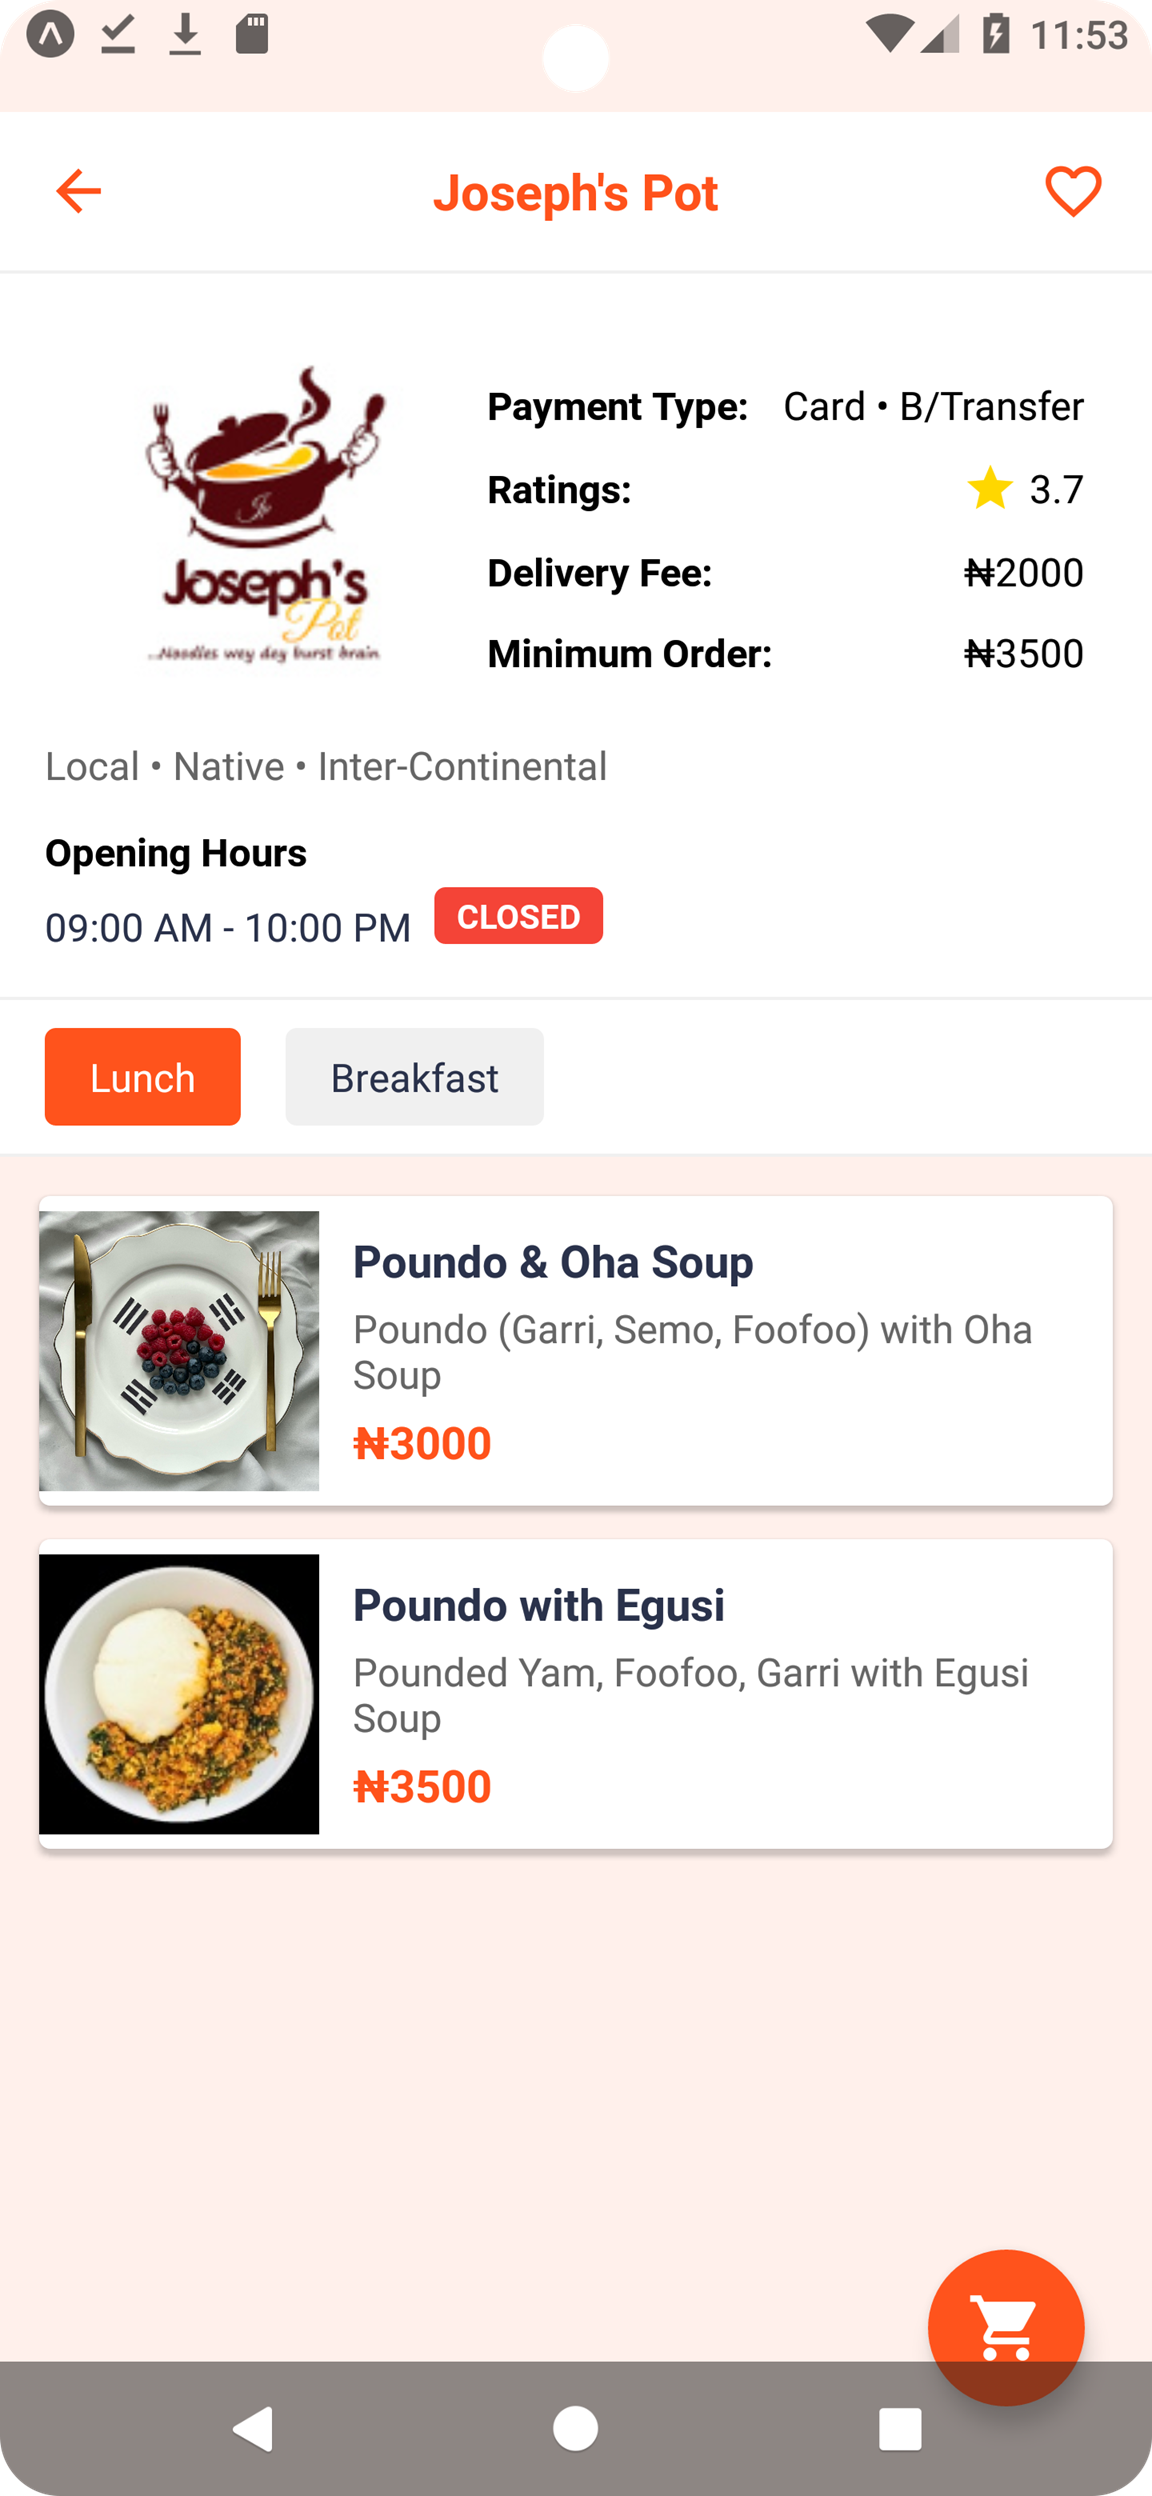 11:53
Joseph's Pot
Joseph's
Pot
...Noodles wey dey burst brain
Payment Type: Card • B/Transfer
Ratings: 3.7
Delivery Fee: ₦2000
Minimum Order: ₦3500
Local • Native • Inter-Continental
Opening Hours
09:00 AM - 10:00 PM CLOSED
Lunch Breakfast
Poundo & Oha Soup
Poundo (Garri, Semo, Foofoo) with Oha
Soup
₦3000
Poundo with Egusi
Pounded Yam, Foofoo, Garri with Egusi
Soup
₦3500